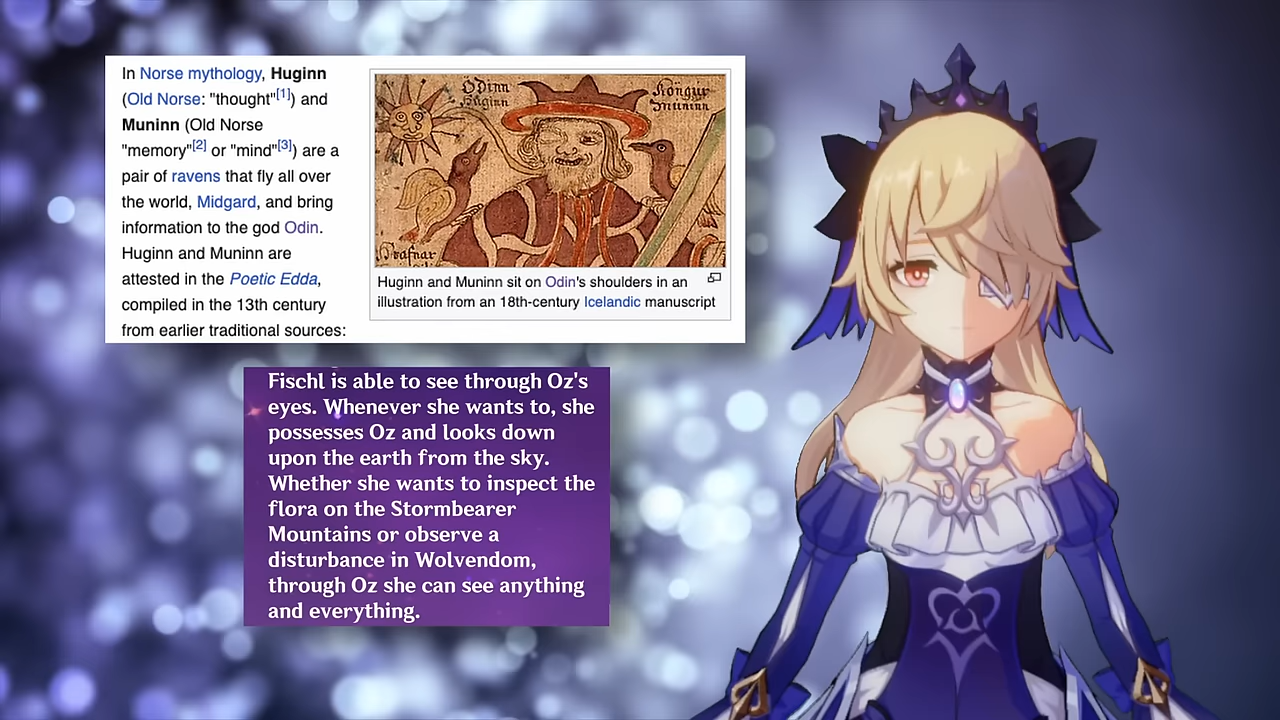 In Norse mythology, Huginn
(Old Norse: "thought"[1]) and
Muninn (Old Norse
"memory"[2] or "mind"[3]) are a
pair of ravens that fly all over
the world, Midgard, and bring
information to the god Odin.
Huginn and Muninn are
attested in the Poetic Edda,
compiled in the 13th century
from earlier traditional sources:
Huginn and Muninn sit on Odin's shoulders in an
illustration from an 18th-century Icelandic manuscript
Fischl is able to see through Oz's
eyes. Whenever she wants to, she
possesses Oz and looks down
upon the earth from the sky.
Whether she wants to inspect the
flora on the Stormbearer
Mountains or observe a
disturbance in Wolvendom,
through Oz she can see anything
and everything.